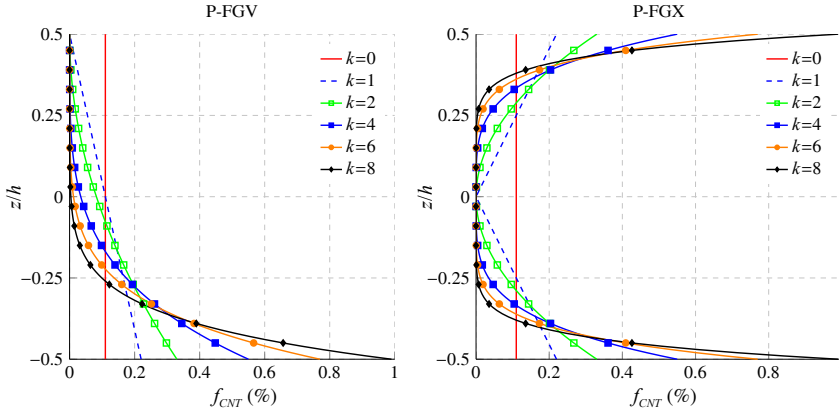 P-FGV
0.5
0.25
0
−0.25
−0.5
z/h
k=0
k=1
k=2
k=4
k=6
k=8
0 0.2 0.4 0.6 0.8 1
f_CNT (%)
P-FGX
0.5
0.25
0
−0.25
−0.5
z/h
k=0
k=1
k=2
k=4
k=6
k=8
0 0.2 0.4 0.6 0.8
f_CNT (%)